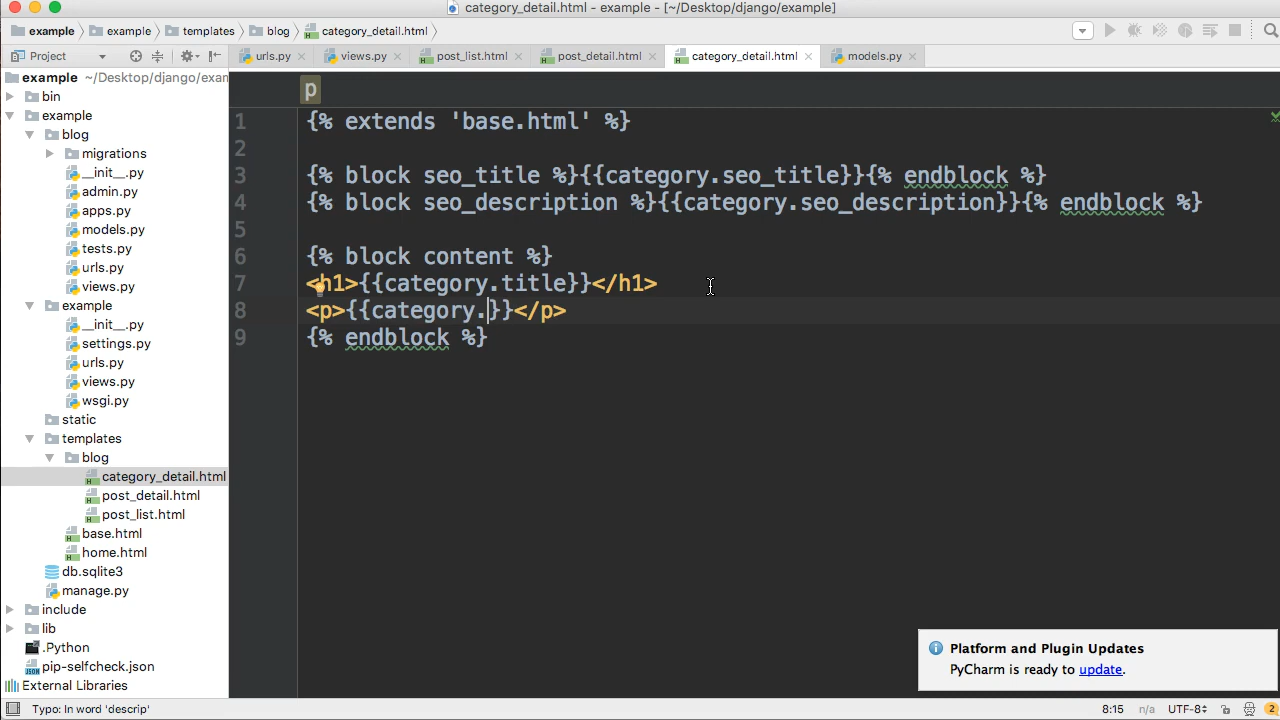 category_detail.html - example - [~/Desktop/django/example]
example example templates blog category_detail.html
Project urls.py views.py post_list.html post_detail.html category_detail.html models.py
example ~/Desktop/django/exam
bin
example
blog
migrations
__init__.py
admin.py
apps.py
models.py
tests.py
urls.py
views.py
example
__init__.py
settings.py
urls.py
views.py
wsgi.py
static
templates
blog
category_detail.html
post_detail.html
post_list.html
base.html
home.html
db.sqlite3
manage.py
include
lib
.Python
pip-selfcheck.json
External Libraries
p
1 {% extends 'base.html' %}
2
3 {% block seo_title %}{{category.seo_title}}{% endblock %}
4 {% block seo_description %}{{category.seo_description}}{% endblock %}
5
6 {% block content %}
7 <h1>{{category.title}}</h1>
8 <p>{{category.}}</p>
9 {% endblock %}
Platform and Plugin Updates
PyCharm is ready to update.
Typo: In word 'descrip' 8:15 n/a UTF-8 2